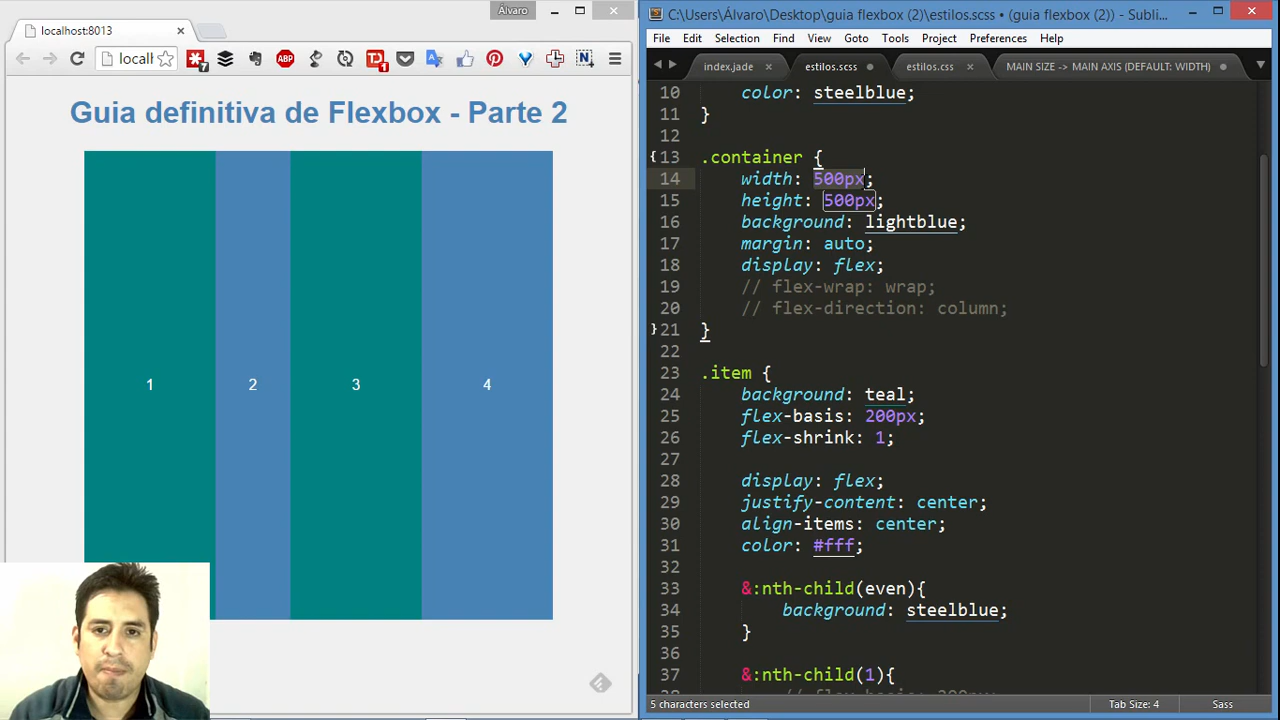 Álvaro
C:\Users\Álvaro\Desktop\guia flexbox (2)\estilos.scss • (guia flexbox (2)) - Subli...
localhost:8013
File Edit Selection Find View Goto Tools Project Preferences Help
localh
7
ABP
1
index.jade
estilos.scss
estilos.css
MAIN SIZE -> MAIN AXIS (DEFAULT: WIDTH)
Guia definitiva de Flexbox - Parte 2
1
2
3
4
10 color: steelblue;
11 }
12
13 .container {
14 width: 500px;
15 height: 500px;
16 background: lightblue;
17 margin: auto;
18 display: flex;
19 // flex-wrap: wrap;
20 // flex-direction: column;
21 }
22
23 .item {
24 background: teal;
25 flex-basis: 200px;
26 flex-shrink: 1;
27
28 display: flex;
29 justify-content: center;
30 align-items: center;
31 color: #fff;
32
33 &:nth-child(even){
34 background: steelblue;
35 }
36
37 &:nth-child(1){
5 characters selected
Tab Size: 4
Sass